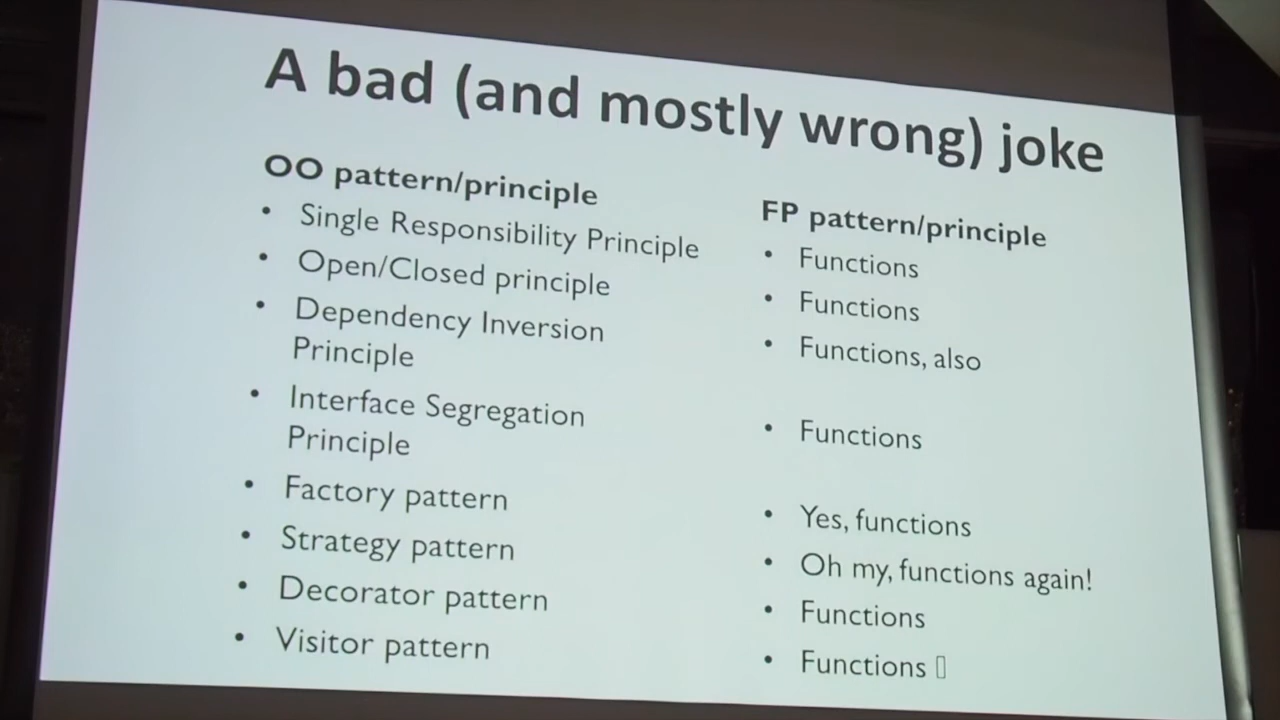 A bad (and mostly wrong) joke
OO pattern/principle
• Single Responsibility Principle
• Open/Closed principle
• Dependency Inversion
Principle
• Interface Segregation
Principle
• Factory pattern
• Strategy pattern
• Decorator pattern
• Visitor pattern
FP pattern/principle
• Functions
• Functions
• Functions, also
• Functions
• Yes, functions
• Oh my, functions again!
• Functions
• Functions ▯